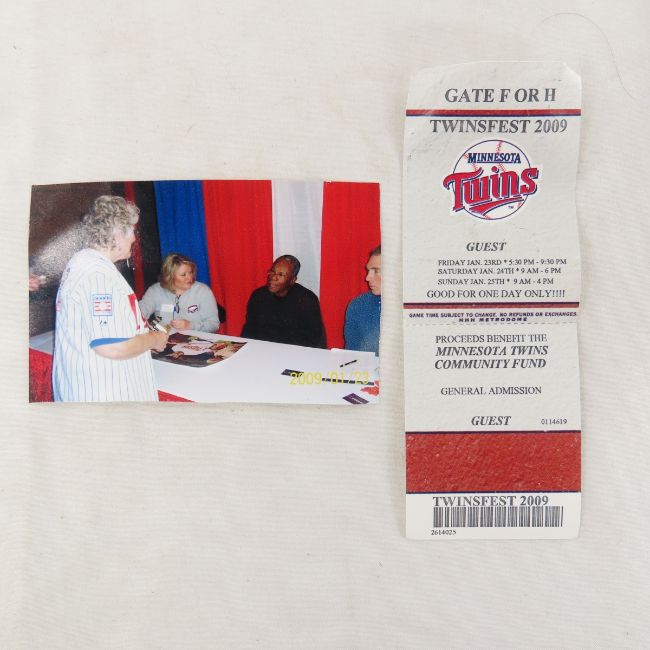 2009/01/23
GATE F OR H
TWINSFEST 2009
MINNESOTA
Twins
TM
GUEST
FRIDAY JAN. 23RD * 5:30 PM - 9:30 PM
SATURDAY JAN. 24TH * 9 AM - 6 PM
SUNDAY JAN. 25TH * 9 AM - 4 PM
GOOD FOR ONE DAY ONLY!!!!
GAME TIME SUBJECT TO CHANGE. NO REFUNDS OR EXCHANGES.
HHH METRODOME
PROCEEDS BENEFIT THE
MINNESOTA TWINS
COMMUNITY FUND
GENERAL ADMISSION
GUEST 0114619
TWINSFEST 2009
2614025